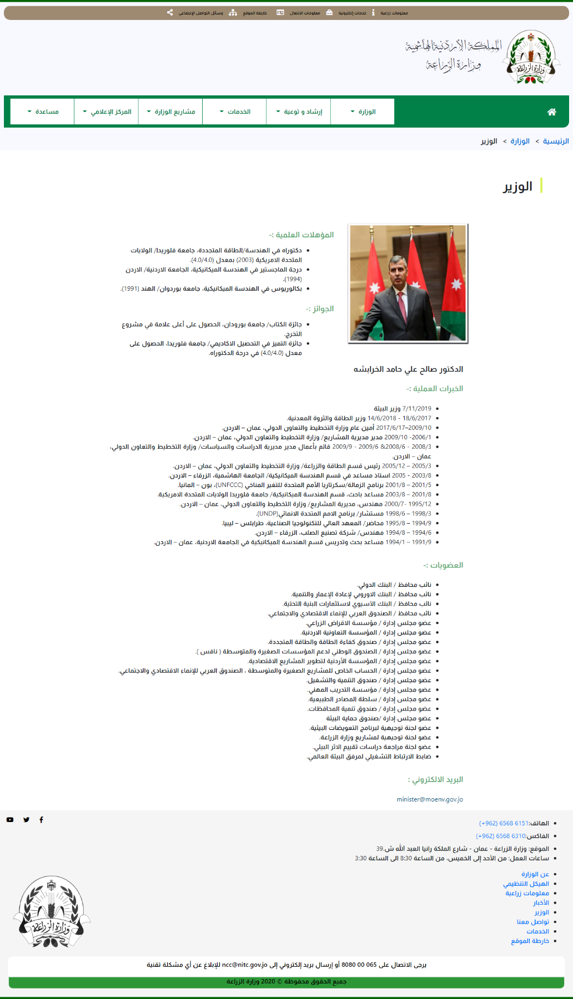 معلومات زراعية خدمات إلكترونية معلومات الاتصال خارطة الموقع وسائل التواصل الإجتماعي
المملكة الأردنية الهاشمية
وزارة الزراعة
وزارة الزراعة
الوزارة إرشاد و توعية الخدمات مشاريع الوزارة المركز الإعلامي مساعدة
الرئيسية > الوزارة > الوزير
الوزير
المؤهلات العلمية :-
دكتوراه في الهندسة/الطاقة المتجددة، جامعة فلوريدا/ الولايات
المتحدة الامريكية (2003) بمعدل (4.0/4.0).
درجة الماجستير في الهندسة الميكانيكية، الجامعة الاردنية/ الاردن
(1994).
بكالوريوس في الهندسة الميكانيكية، جامعة بوردوان/ الهند (1991).
الجوائز :-
جائزة الكتاب/ جامعة بورودان، الحصول على أعلى علامة في مشروع
التخرج.
جائزة التميز في التحصيل الاكاديمي/ جامعة فلوريدا، الحصول على
معدل (4.0/4.0) في درجة الدكتوراه.
الدكتور صالح علي حامد الخرابشه
الخبرات العملية :-
7/11/2019 وزير البيئة
18/6/2017 - 14/6/2018 وزير الطاقة والثروة المعدنية.
2009/10–2017/6/17 أمين عام وزارة التخطيط والتعاون الدولي، عمان – الاردن.
2006/1- 2009/10 مدير مديرية المشاريع/ وزارة التخطيط والتعاون الدولي، عمان – الاردن.
2008/3 - 2008/6& 2009/6 - 2009/9 قائم بأعمال مدير مديرية الدراسات والسياسات/ وزارة التخطيط والتعاون الدولي،
عمان – الاردن.
2005/3 – 2005/12 رئيس قسم الطاقة والزراعة/ وزارة التخطيط والتعاون الدولي، عمان – الاردن.
2003/8 - 2005 استاذ مساعد في قسم الهندسة الميكانيكية/ الجامعة الهاشمية، الزرقاء – الاردن.
2001/5 – 2001/8 برنامج الزمالة/سكرتاريا الأمم المتحدة للتغير المناخي (UNFCCC)، بون – المانيا.
2001/8 – 2003/8 مساعد باحث، قسم الهندسة الميكانيكية/ جامعة فلوريدا الولايات المتحدة الامريكية.
1995/12 -2000/7 مهندس، مديرية المشاريع/ وزارة التخطيط والتعاون الدولي، عمان – الاردن.
1998/3 – 1998/6 مستشار/ برنامج الامم المتحدة الانمائي(UNDP).
1994/9 – 1995/8 محاضر/ المعهد العالي للتكنولوجيا الصناعية، طرابلس – ليبيا.
1994/6 – 1994/8 مهندس/ شركة تصنيع الصلب، الزرقاء – الاردن.
1991/9 – 1994/1 مساعد بحث وتدريس قسم الهندسة الميكانيكية في الجامعة الاردنية، عمان – الاردن.
العضويات :-
نائب محافظ / البنك الدولي.
نائب محافظ / البنك الاوروبي لإعادة الإعمار والتنمية.
نائب محافظ / البنك الآسيوي لاستثمارات البنية التحتية.
نائب محافظ / الصندوق العربي للإنماء الاقتصادي والاجتماعي.
عضو مجلس إدارة / مؤسسة الاقراض الزراعي.
عضو مجلس إدارة / المؤسسة التعاونية الاردنية.
عضو مجلس إدارة / صندوق كفاءة الطاقة والطاقة المتجددة.
عضو مجلس إدارة / الصندوق الوطني لدعم المؤسسات الصغيرة والمتوسطة ( نافس ).
عضو مجلس إدارة / المؤسسة الأردنية لتطوير المشاريع الاقتصادية.
عضو مجلس إدارة / الحساب الخاص للمشاريع الصغيرة والمتوسطة ، الصندوق العربي للإنماء الاقتصادي والاجتماعي.
عضو مجلس إدارة / صندوق التنمية والتشغيل.
عضو مجلس إدارة / مؤسسة التدريب المهني.
عضو مجلس إدارة / سلطة المصادر الطبيعية.
عضو مجلس إدارة / صندوق تنمية المحافظات.
عضو مجلس إدارة /صندوق حماية البيئة
عضو لجنة توجيهية لبرنامج التعويضات البيئية.
عضو لجنة توجيهية لمشاريع وزارة الزراعة.
عضو لجنة مراجعة دراسات تقييم الاثر البيئي.
ضابط الارتباط التشغيلي لمرفق البيئة العالمي.
البريد الالكتروني :
minister@moenv.gov.jo
الهاتف:(+962) 6568 6151
الفاكس:(+962) 6568 6310
الموقع: وزارة الزراعة - عمان - شارع الملكة رانيا العبد الله ش.39
ساعات العمل: من الأحد إلى الخميس، من الساعة 8:30 الى الساعة 3:30
عن الوزارة
الهيكل التنظيمي
معلومات زراعية
الأخبار
الوزير
تواصل معنا
الخدمات
خارطة الموقع
وزارة الزراعة
يرجى الاتصال على 065 00 8080 أو إرسال بريد إلكتروني إلى ncc@nitc.gov.jo للإبلاغ عن أي مشكلة تقنية
جميع الحقوق محفوظة © 2020 وزارة الزراعة